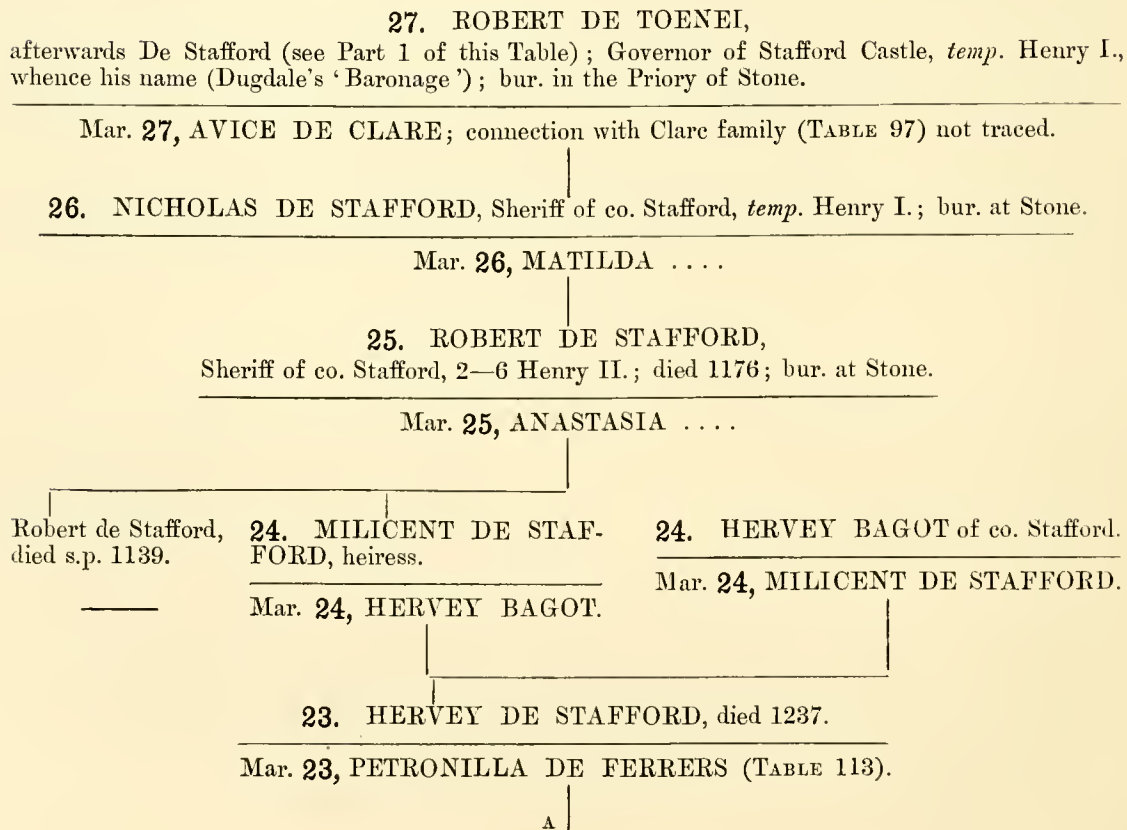 27. ROBERT DE TOENEI,
afterwards De Stafford (see Part 1 of this Table) ; Governor of Stafford Castle, temp. Henry I.,
whence his name (Dugdale's ‘ Baronage ’) ; bur. in the Priory of Stone.
Mar. 27, AVICE DE CLARE; connection with Clare family (TABLE 97) not traced.
26. NICHOLAS DE STAFFORD, Sheriff of co. Stafford, temp. Henry I. ; bur. at Stone.
Mar. 26, MATILDA ....
25. ROBERT DE STAFFORD,
Sheriff of co. Stafford, 2—6 Henry II. ; died 1176 ; bur. at Stone.
Mar. 25, ANASTASIA ....
Robert de Stafford,
died s.p. 1139.
24. MILICENT DE STAF-
FORD, heiress.
Mar. 24, HERVEY BAGOT.
24. HERVEY BAGOT of co. Stafford.
Mar. 24, MILICENT DE STAFFORD.
23. HERVEY DE STAFFORD, died 1237.
Mar. 23, PETRONILLA DE FERRERS (TABLE 113).
A